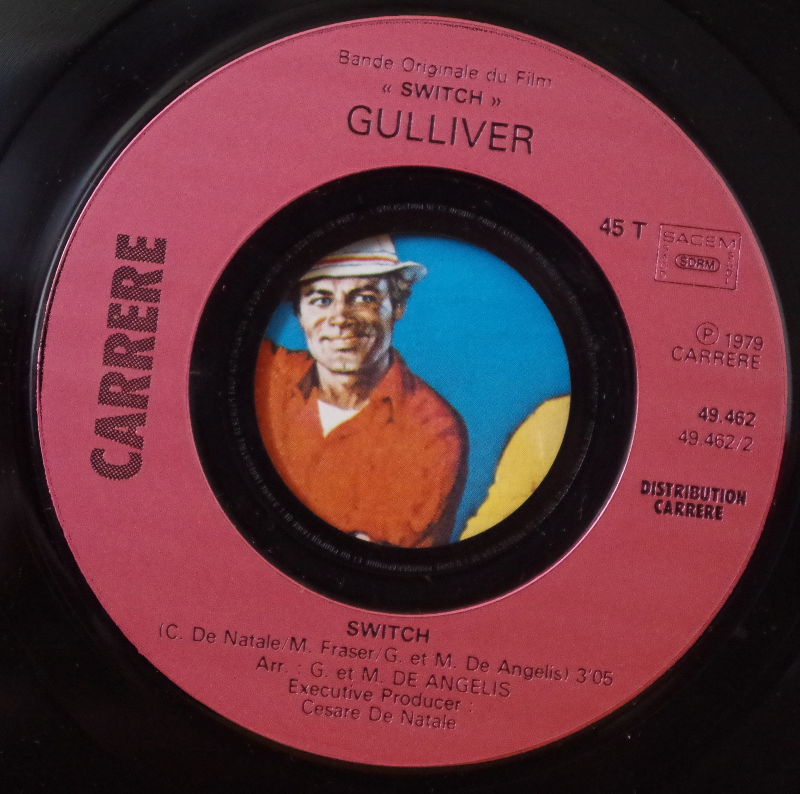 Bande Originale du Film
« SWITCH »
GULLIVER
CARRERE
45 T
SACEM
SDRM
Ⓟ 1979
CARRERE
49.462
49.462/2
DISTRIBUTION
CARRERE
SWITCH
(C. De Natale/M. Fraser/G. et M. De Angelis) 3'05
Arr. : G. et M. DE ANGELIS
Executive Producer :
Cesare De Natale